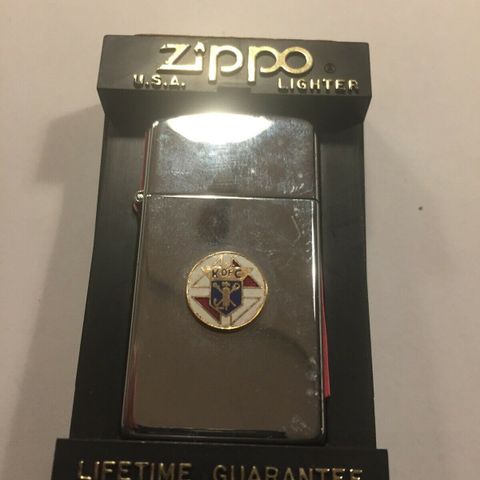 Zippo ®
U.S.A. LIGHTER
K OF C
LIFETIME GUARANTEE